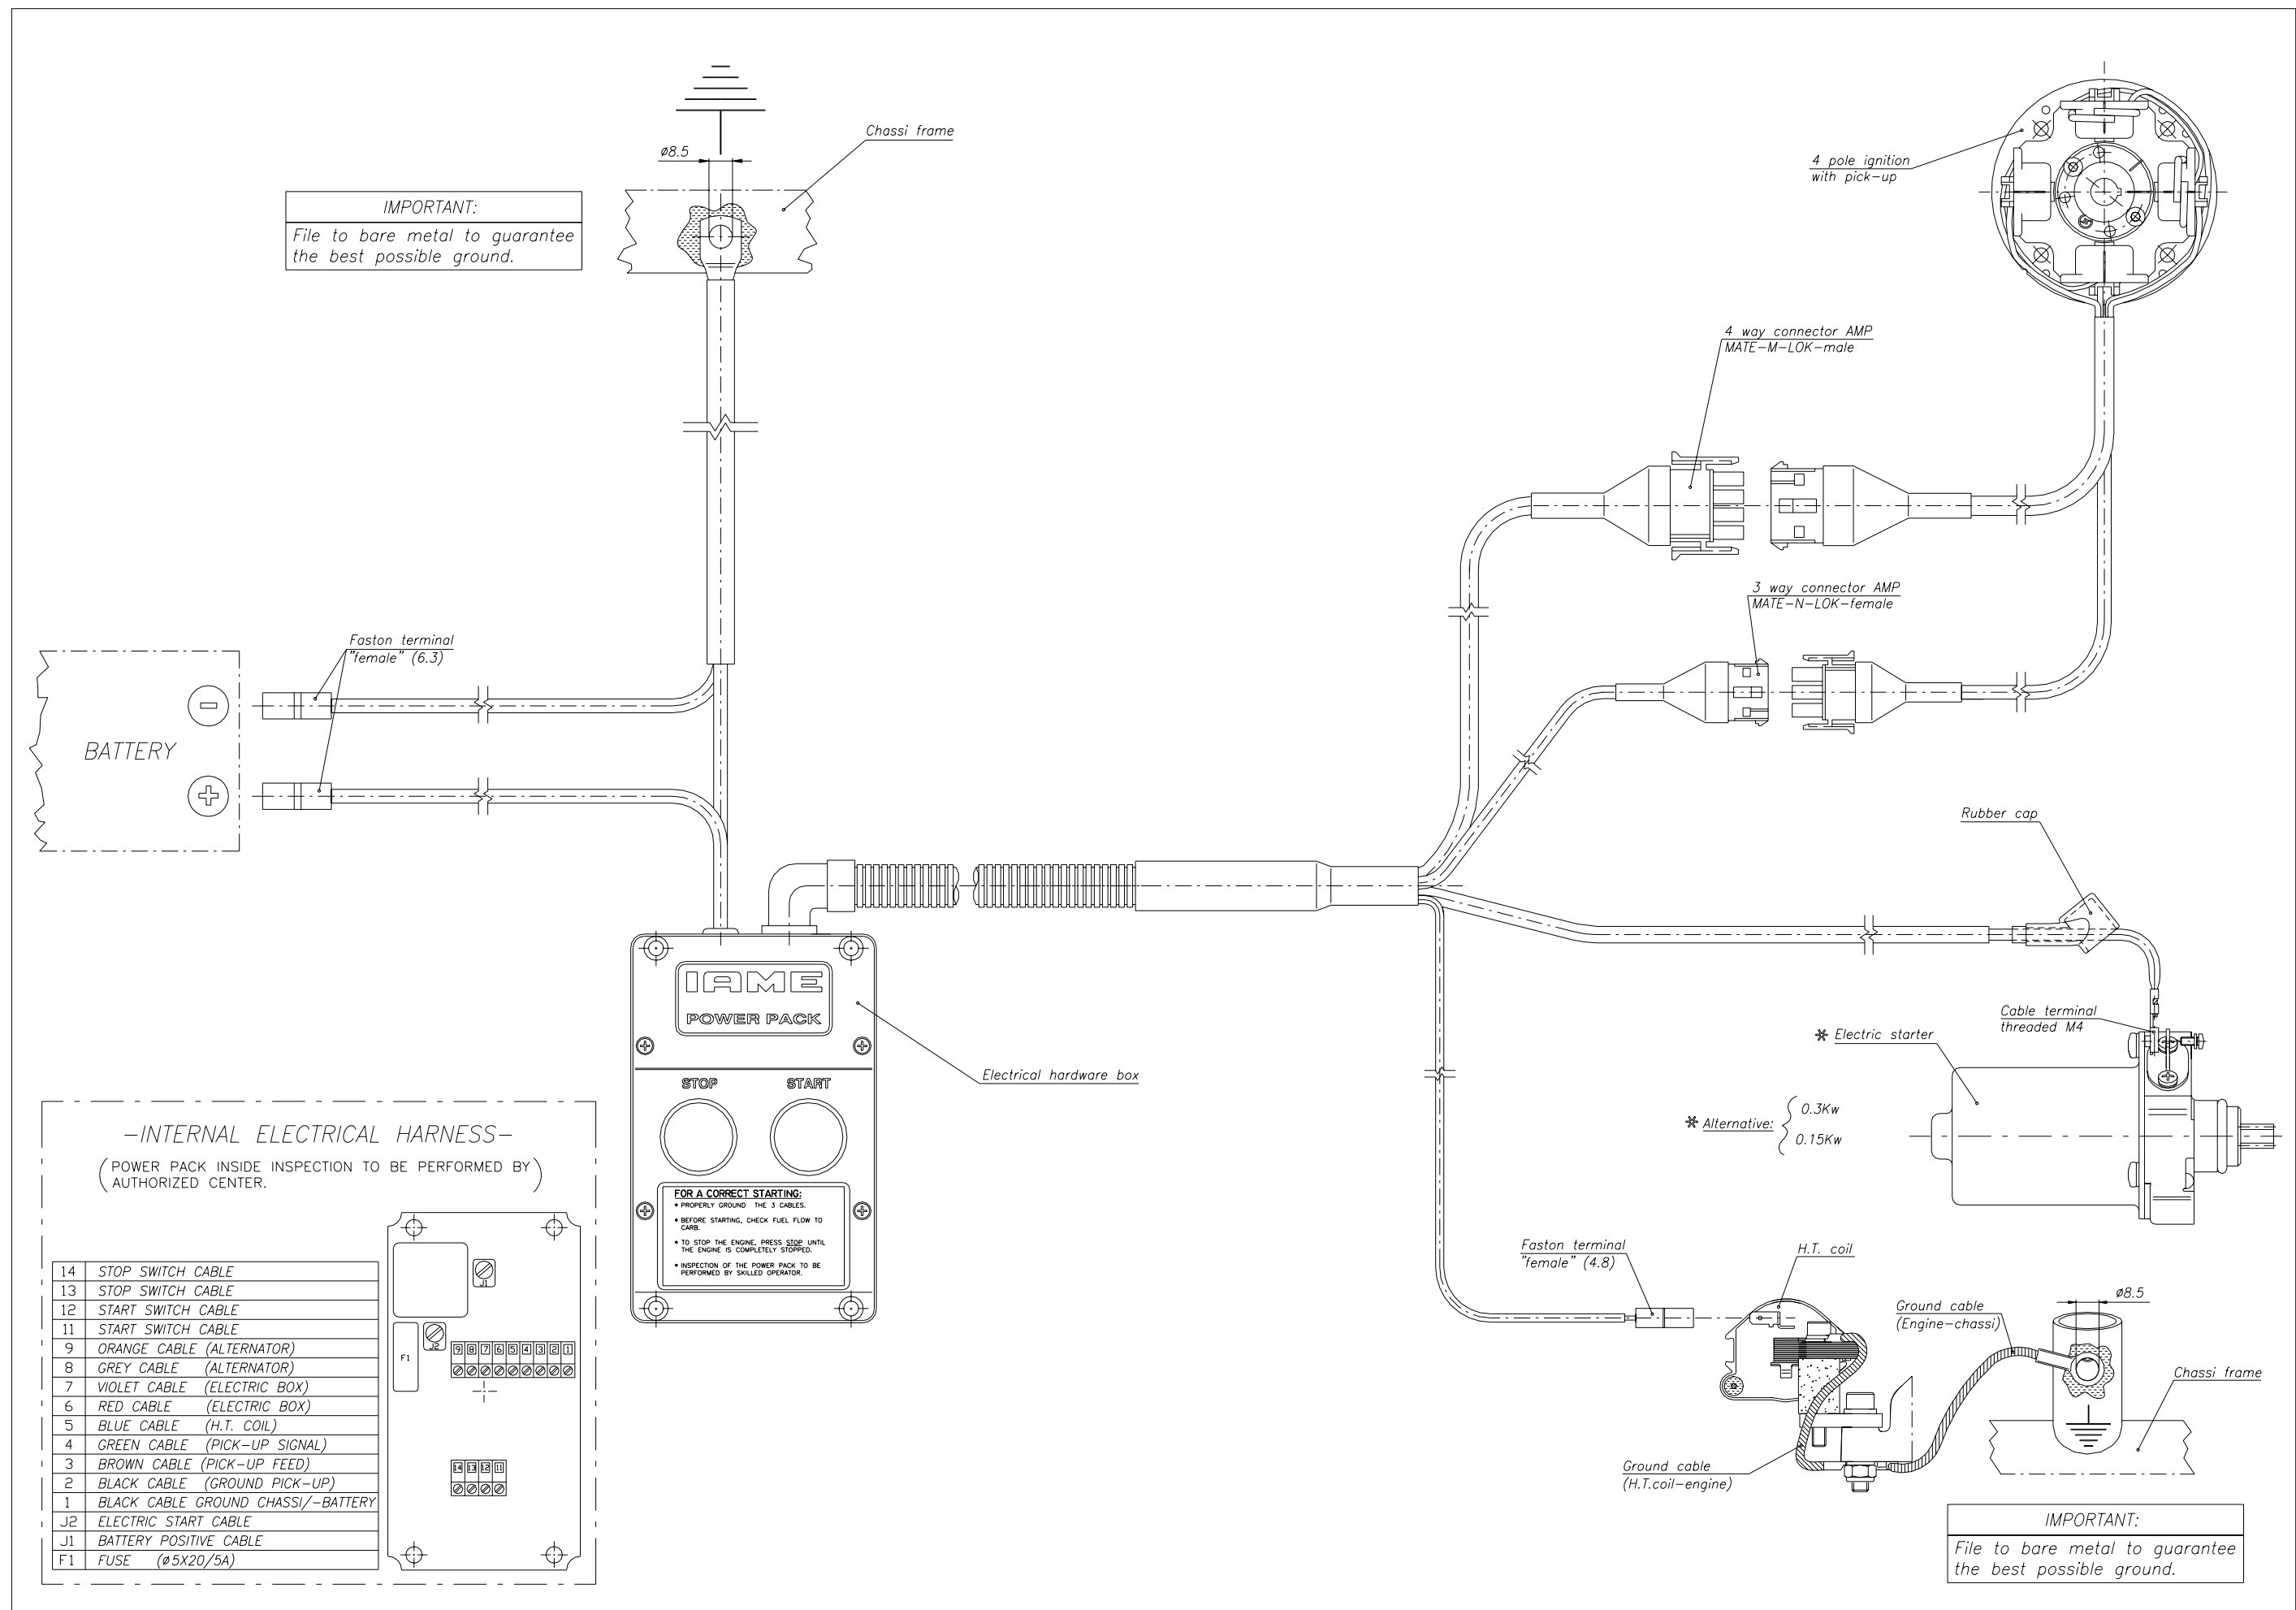 Chassi frame
ø8.5
4 pole ignition
with pick-up
IMPORTANT:
File to bare metal to guarantee
the best possible ground.
4 way connector AMP
MATE-M-LOK-male
3 way connector AMP
MATE-N-LOK-female
Faston terminal
"female" (6.3)
BATTERY
Rubber cap
IAME
POWER PACK
Cable terminal
threaded M4
* Electric starter
Electrical hardware box
STOP START
* Alternative:
0.3Kw
0.15Kw
-INTERNAL ELECTRICAL HARNESS-
(POWER PACK INSIDE INSPECTION TO BE PERFORMED BY
AUTHORIZED CENTER.)
FOR A CORRECT STARTING:
• PROPERLY GROUND THE 3 CABLES.
• BEFORE STARTING, CHECK FUEL FLOW TO
CARB.
• TO STOP THE ENGINE, PRESS STOP UNTIL
THE ENGINE IS COMPLETELY STOPPED.
• INSPECTION OF THE POWER PACK TO BE
PERFORMED BY SKILLED OPERATOR.
14 STOP SWITCH CABLE
13 STOP SWITCH CABLE
12 START SWITCH CABLE
11 START SWITCH CABLE
9 ORANGE CABLE (ALTERNATOR)
8 GREY CABLE (ALTERNATOR)
7 VIOLET CABLE (ELECTRIC BOX)
6 RED CABLE (ELECTRIC BOX)
5 BLUE CABLE (H.T. COIL)
4 GREEN CABLE (PICK-UP SIGNAL)
3 BROWN CABLE (PICK-UP FEED)
2 BLACK CABLE (GROUND PICK-UP)
1 BLACK CABLE GROUND CHASSI/-BATTERY
J2 ELECTRIC START CABLE
J1 BATTERY POSITIVE CABLE
F1 FUSE (ø5X20/5A)
J1
J2
F1
9 8 7 6 5 4 3 2 1
14 13 12 11
Faston terminal
"female" (4.8)
H.T. coil
Ground cable
(Engine-chassi)
ø8.5
Chassi frame
Ground cable
(H.T.coil-engine)
IMPORTANT:
File to bare metal to guarantee
the best possible ground.